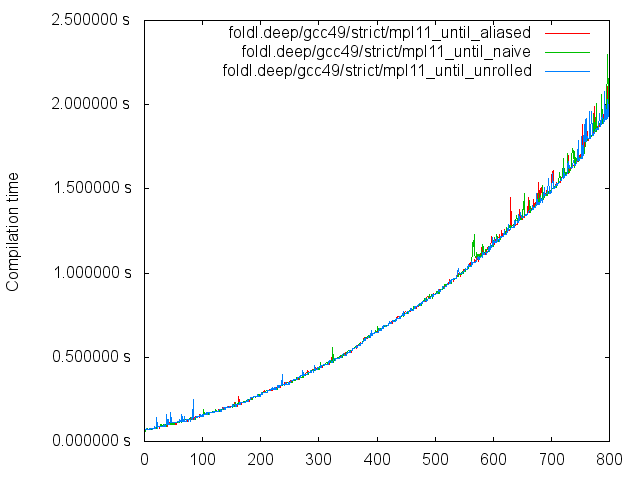 2.500000 s
2.000000 s
1.500000 s
1.000000 s
0.500000 s
0.000000 s
Compilation time
foldl.deep/gcc49/strict/mpl11_until_aliased
foldl.deep/gcc49/strict/mpl11_until_naive
foldl.deep/gcc49/strict/mpl11_until_unrolled
0 100 200 300 400 500 600 700 800